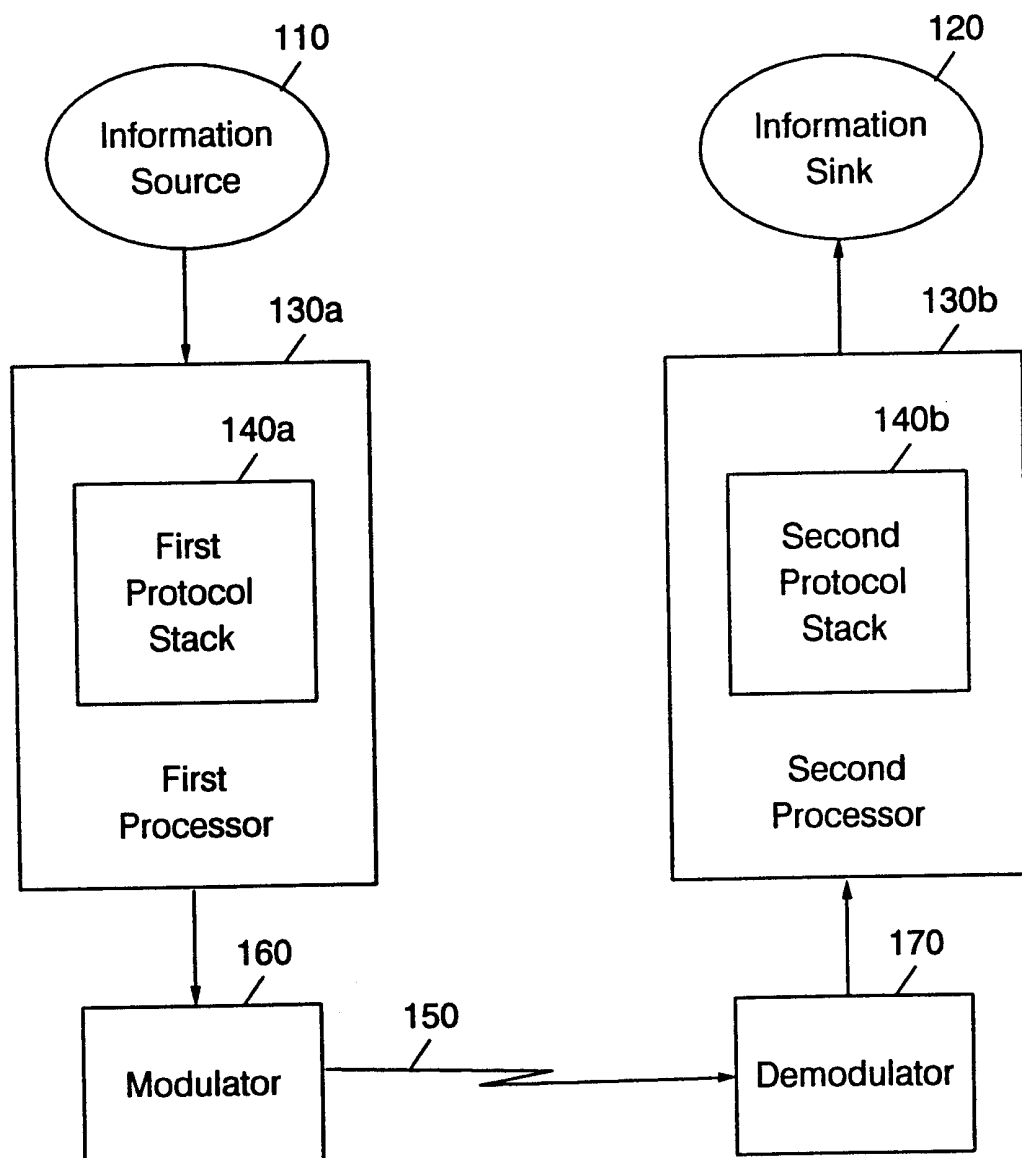 110
Information
Source
130a
140a
First
Protocol
Stack
First
Processor
160
Modulator
150
120
Information
Sink
130b
140b
Second
Protocol
Stack
Second
Processor
170
Demodulator